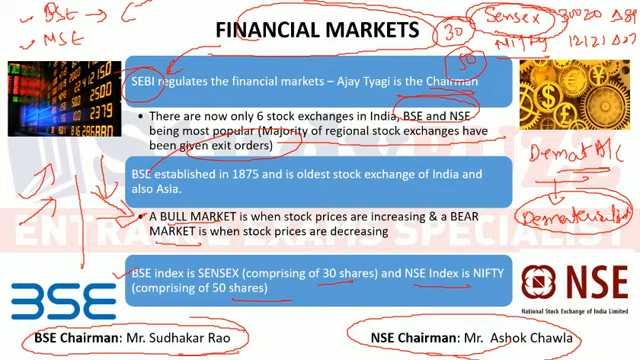 BSE →
NSE
FINANCIAL MARKETS
30
Sensex 30020
50
Nifty 12121
SEBI regulates the financial markets – Ajay Tyagi is the Chairman
There are now only 6 stock exchanges in India, BSE and NSE
being most popular (Majority of regional stock exchanges have
been given exit orders)
Demat A/c
BSE established in 1875 and is oldest stock exchange of India and
also Asia.
A BULL MARKET is when stock prices are increasing & a BEAR
MARKET is when stock prices are decreasing
ENTRANCE EXAMS SPECIALIST
BSE index is SENSEX (comprising of 30 shares) and NSE Index is NIFTY
(comprising of 50 shares)
BSE
NSE
National Stock Exchange of India Limited
BSE Chairman: Mr. Sudhakar Rao
NSE Chairman: Mr. Ashok Chawla